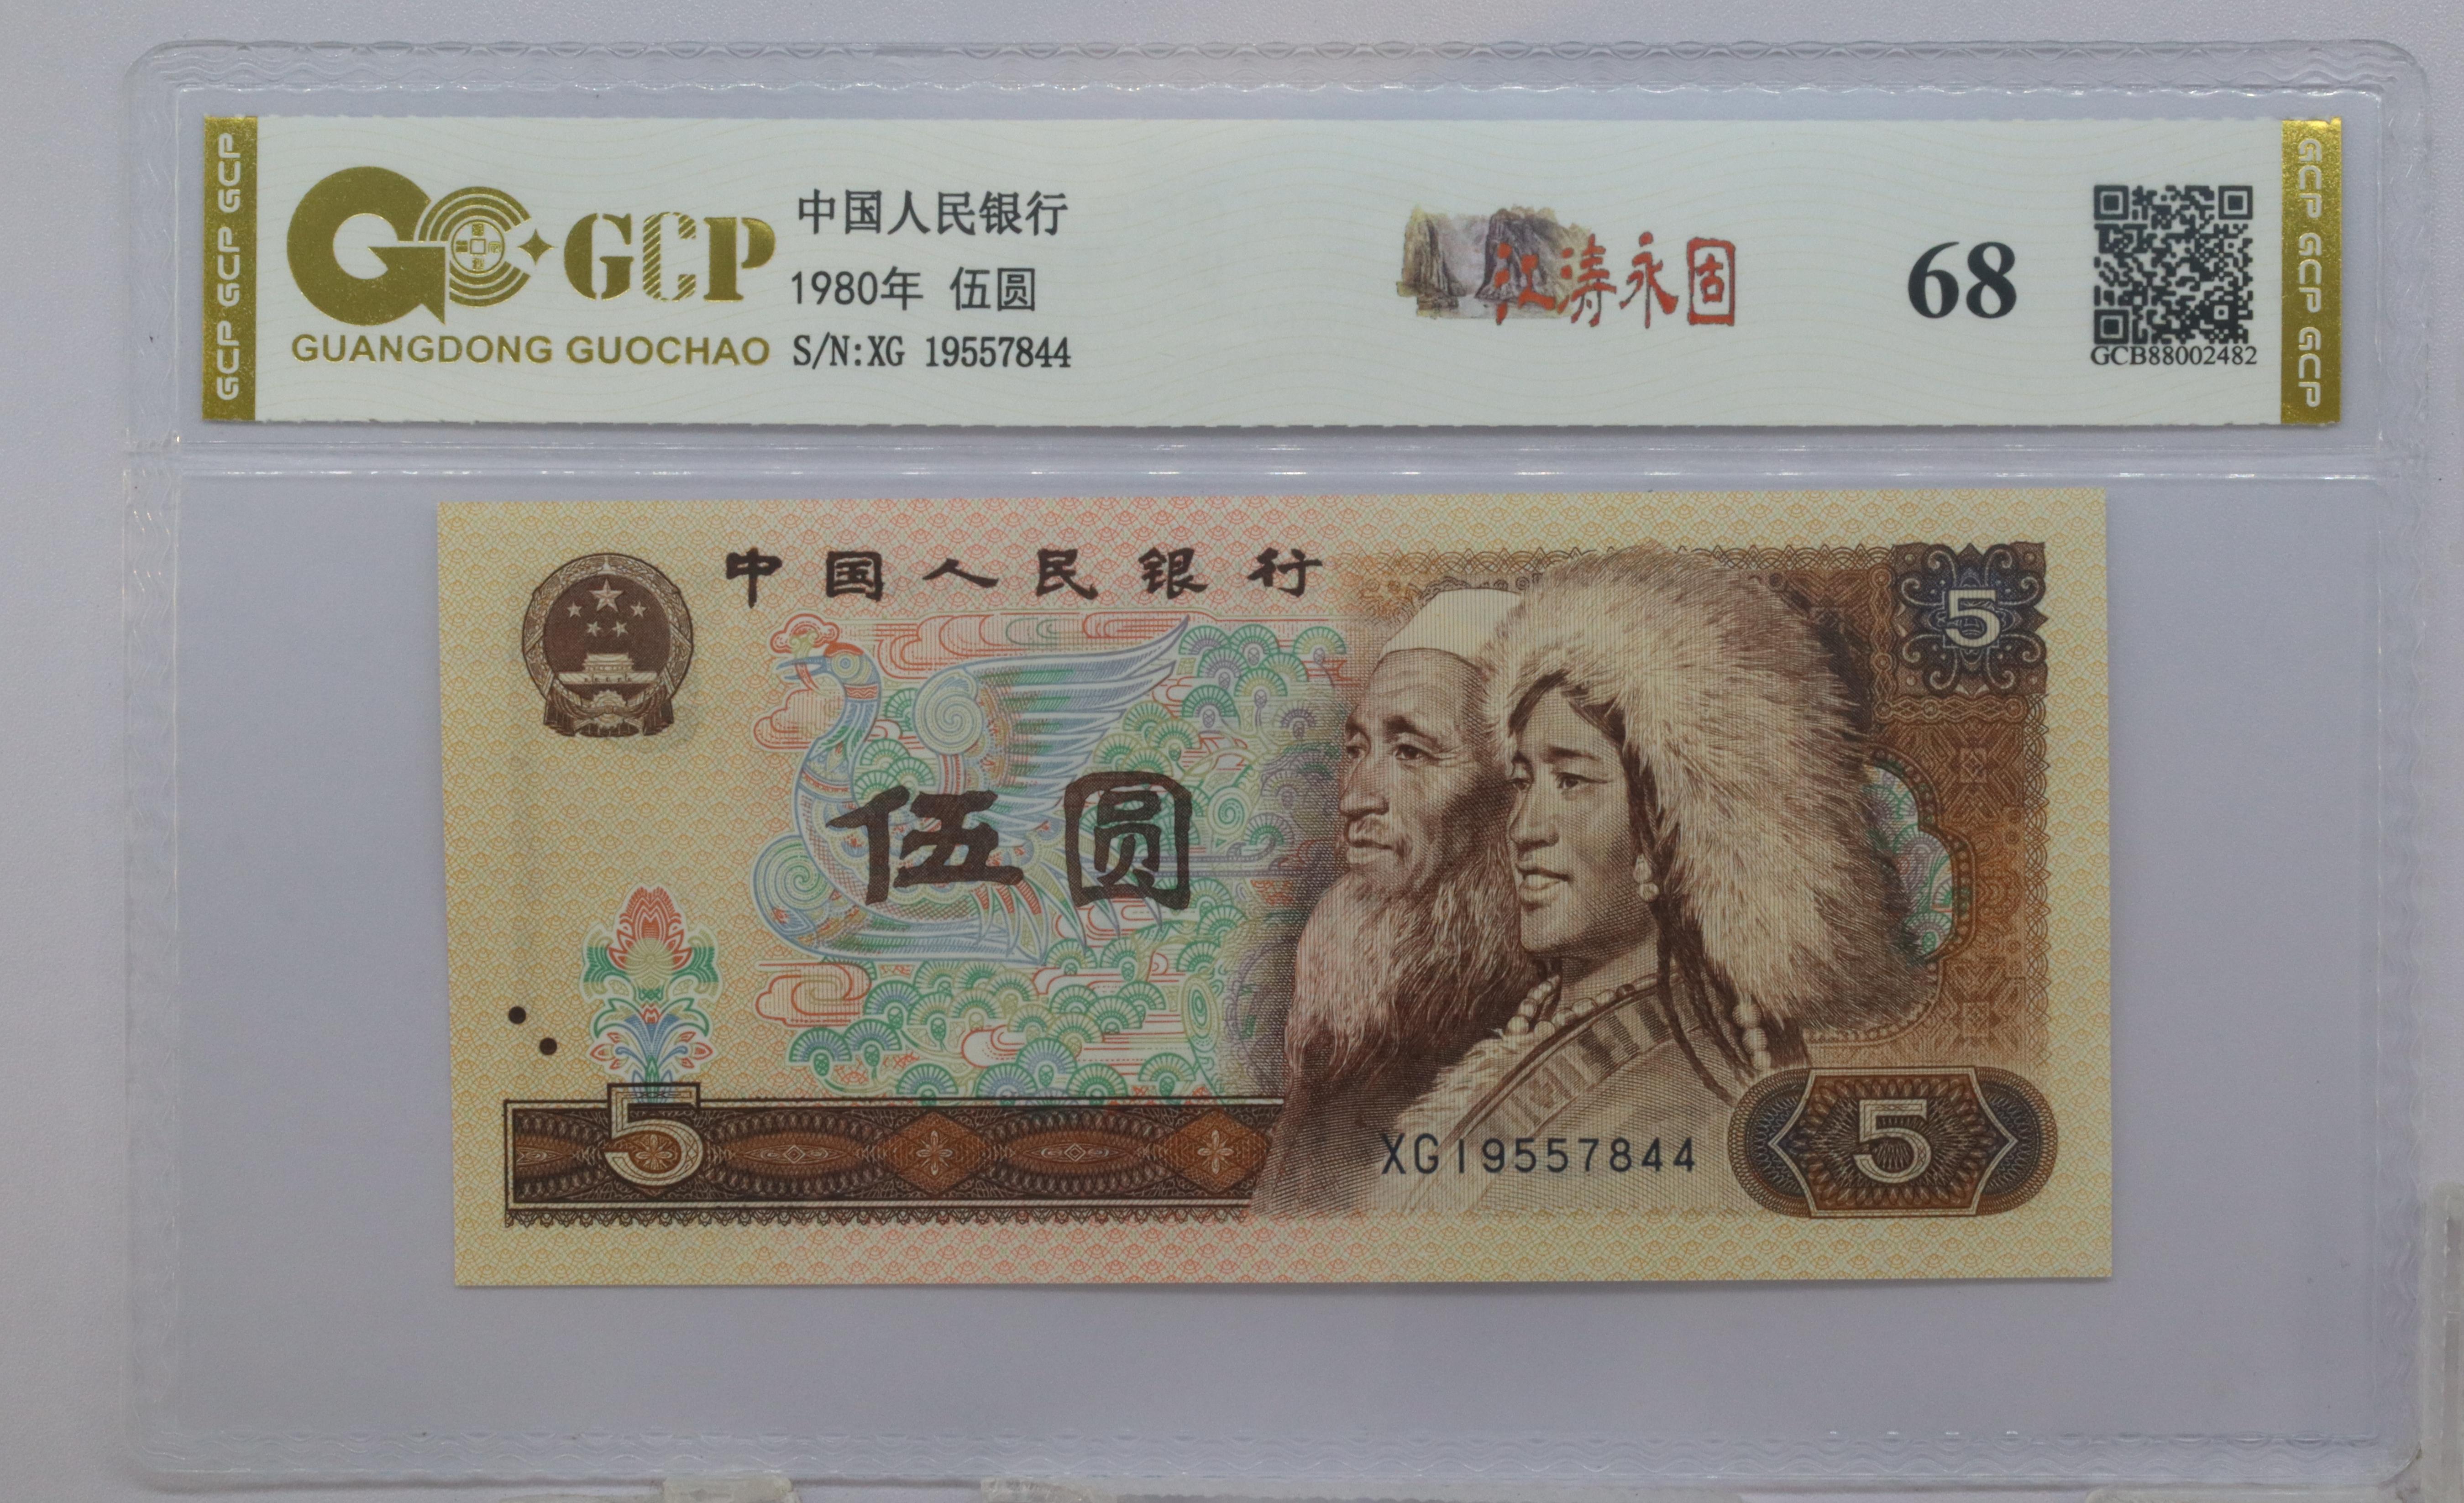 GCP GCP GCP
GCP
GUANGDONG GUOCHAO
中国人民银行
1980年 伍圆
S/N:XG 19557844
江涛永固
68
GCB88002482
GCP GCP GCP GCP
中国人民银行
5
伍圆
5
XG19557844
5